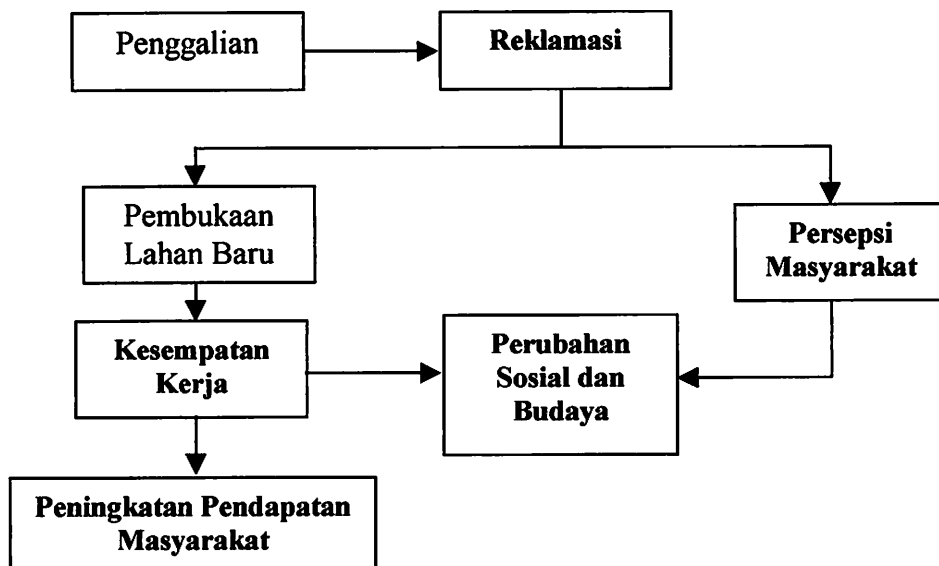 Penggalian
Reklamasi
Pembukaan
Lahan Baru
Persepsi
Masyarakat
Kesempatan
Kerja
Perubahan
Sosial dan
Budaya
Peningkatan Pendapatan
Masyarakat